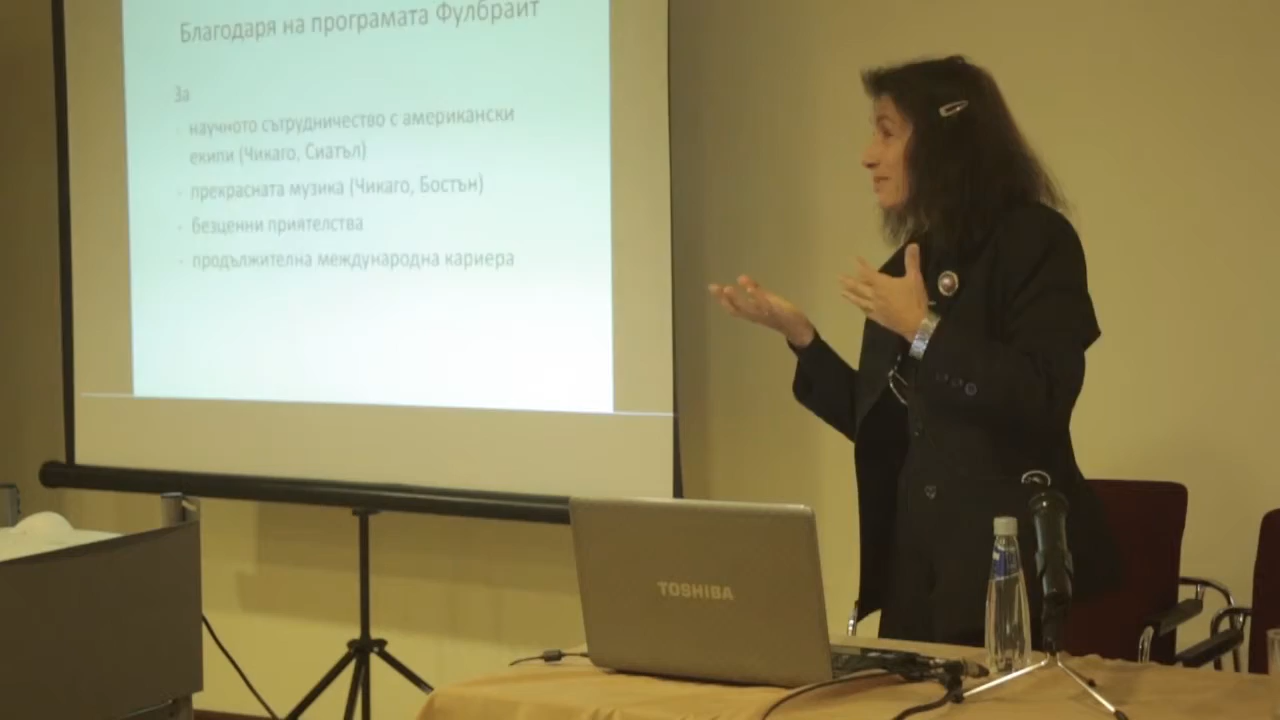 Благодаря на програмата Фулбрайт
За
- научното сътрудничество с американски
екипи (Чикаго, Сиатъл)
- прекрасната музика (Чикаго, Бостън)
- безценни приятелства
- продължителна международна кариера
TOSHIBA